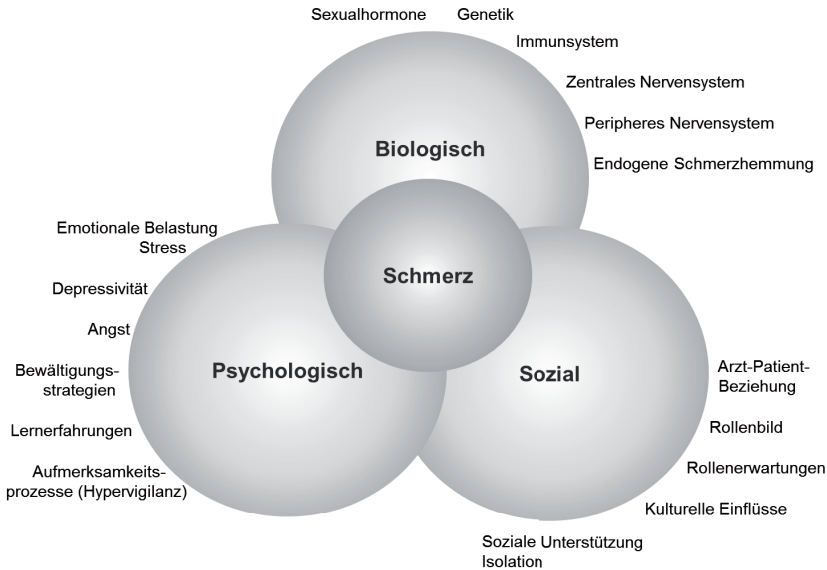 Sexualhormone
Genetik
Immunsystem
Zentrales Nervensystem
Peripheres Nervensystem
Endogene Schmerzhemmung
Biologisch
Schmerz
Emotionale Belastung
Stress
Depressivität
Angst
Bewältigungs-
strategien
Lernerfahrungen
Aufmerksamkeits-
prozesse (Hypervigilanz)
Psychologisch
Sozial
Arzt-Patient-
Beziehung
Rollenbild
Rollenerwartungen
Kulturelle Einflüsse
Soziale Unterstützung
Isolation